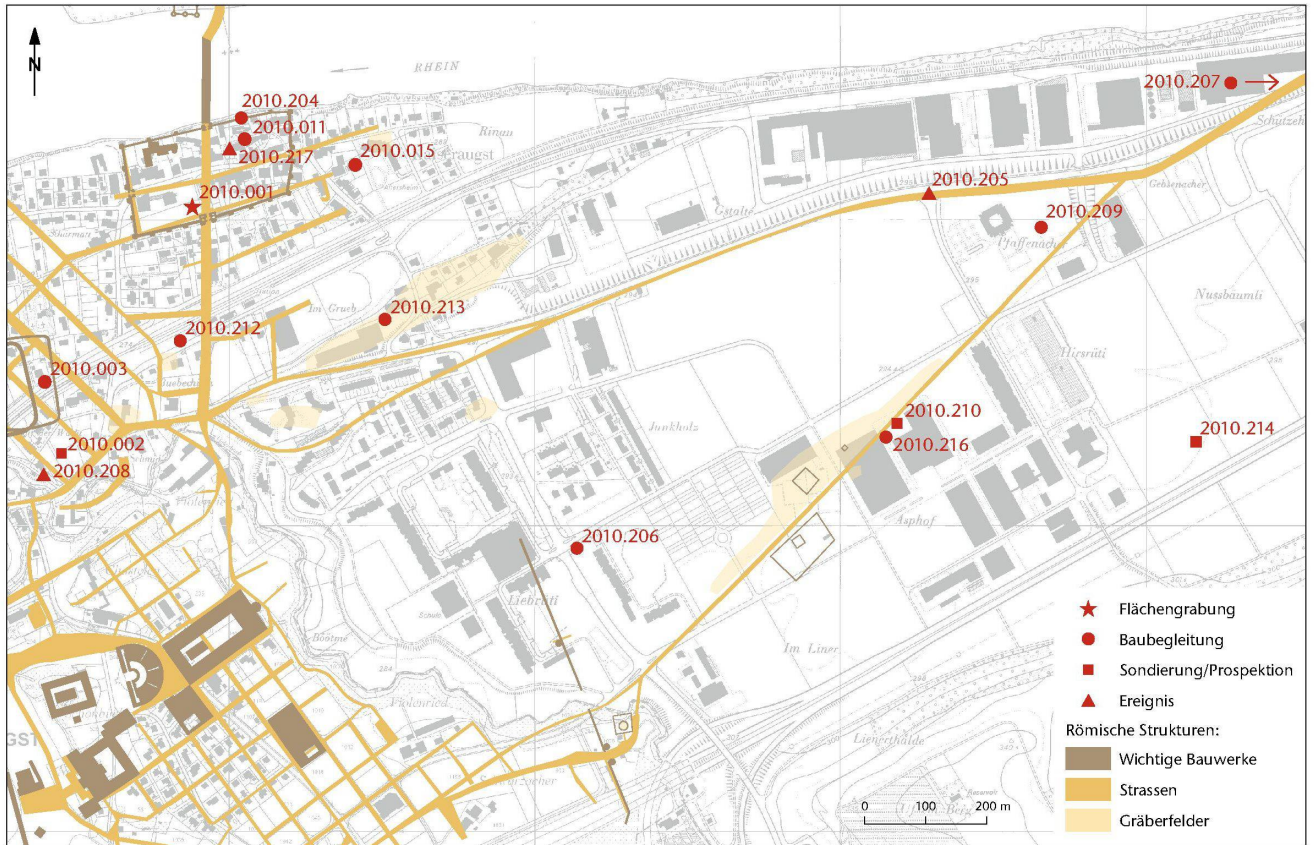 N
RHEIN
2010.207
2010.204
2010.011
2010.217
2010.015
Rinau
2010.001
2010.205
Gstalte
Gehsenacher
2010.209
Pfaffenacher
Nussbaumli
Im Grueb
2010.213
2010.212
2010.003
Hirsrüti
2010.210
2010.216
2010.214
2010.002
2010.208
Junkholz
Asphof
2010.206
Liebrüti
Im Liner
Flächengrabung
Baubegleitung
Sondierung/Prospektion
Ereignis
Römische Strukturen:
Wichtige Bauwerke
Strassen
Gräberfelder
0 100 200 m